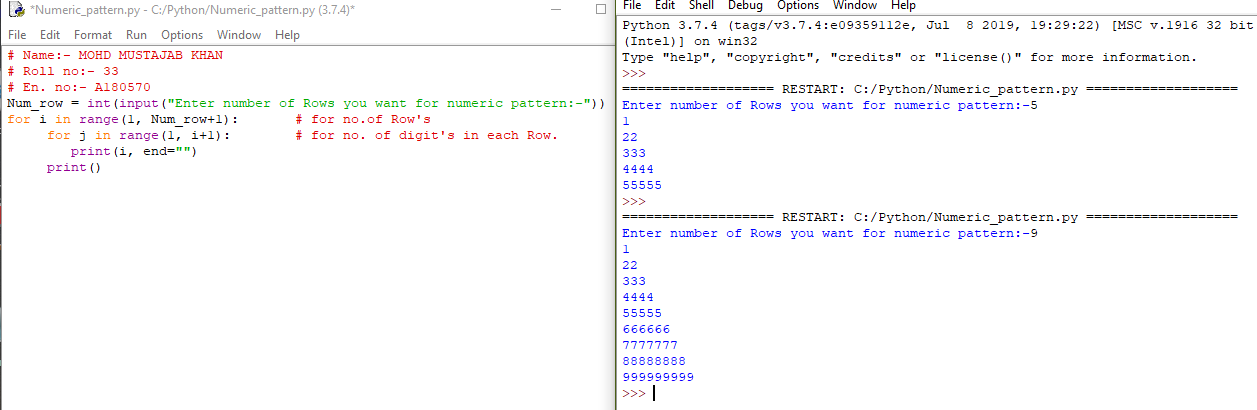 *Numeric_pattern.py - C:/Python/Numeric_pattern.py (3.7.4)*
File Edit Format Run Options Window Help
# Name:- MOHD MUSTAJAB KHAN
# Roll no:- 33
# En. no:- A180570
Num_row = int(input("Enter number of Rows you want for numeric pattern:-"))
for i in range(1, Num_row+1):        # for no.of Row's
     for j in range(1, i+1):        # for no. of digit's in each Row.
        print(i, end="")
     print()
File Edit Shell Debug Options Window Help
Python 3.7.4 (tags/v3.7.4:e09359112e, Jul  8 2019, 19:29:22) [MSC v.1916 32 bit
(Intel)] on win32
Type "help", "copyright", "credits" or "license()" for more information.
>>>
=================== RESTART: C:/Python/Numeric_pattern.py ===================
Enter number of Rows you want for numeric pattern:-5
1
22
333
4444
55555
>>>
=================== RESTART: C:/Python/Numeric_pattern.py ===================
Enter number of Rows you want for numeric pattern:-9
1
22
333
4444
55555
666666
7777777
88888888
999999999
>>>